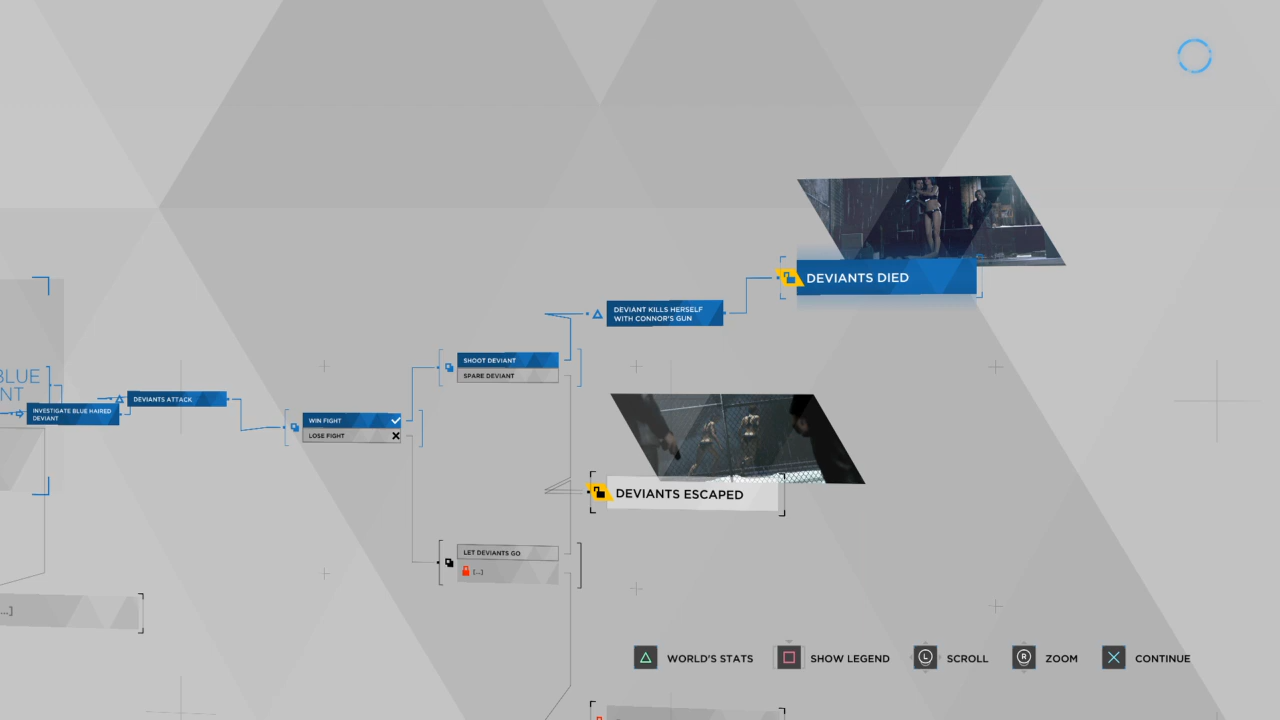 DEVIANTS DIED
DEVIANT KILLS HERSELF
WITH CONNOR'S GUN
SHOOT DEVIANT
SPARE DEVIANT
BLUE
NT
INVESTIGATE BLUE HAIRED
DEVIANT
DEVIANTS ATTACK
WIN FIGHT
LOSE FIGHT
DEVIANTS ESCAPED
LET DEVIANTS GO
[...]
...]
WORLD'S STATS
SHOW LEGEND
L
SCROLL
R
ZOOM
CONTINUE